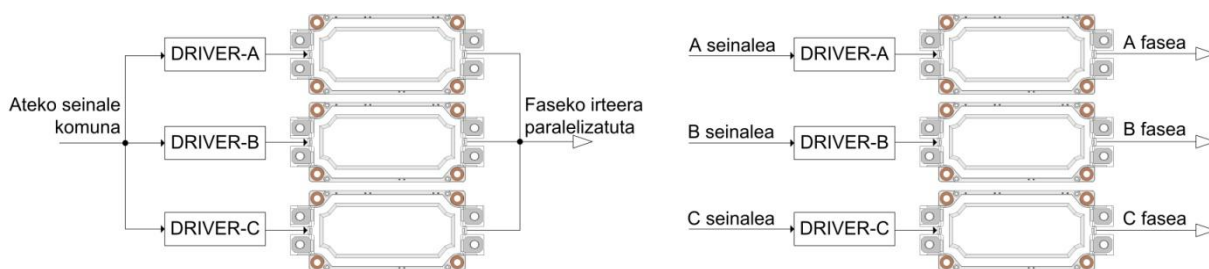 Ateko seinale
komuna
DRIVER-A
DRIVER-B
DRIVER-C
Faseko irteera
paralelizatuta
A seinalea
DRIVER-A
A fasea
B seinalea
DRIVER-B
B fasea
C seinalea
DRIVER-C
C fasea